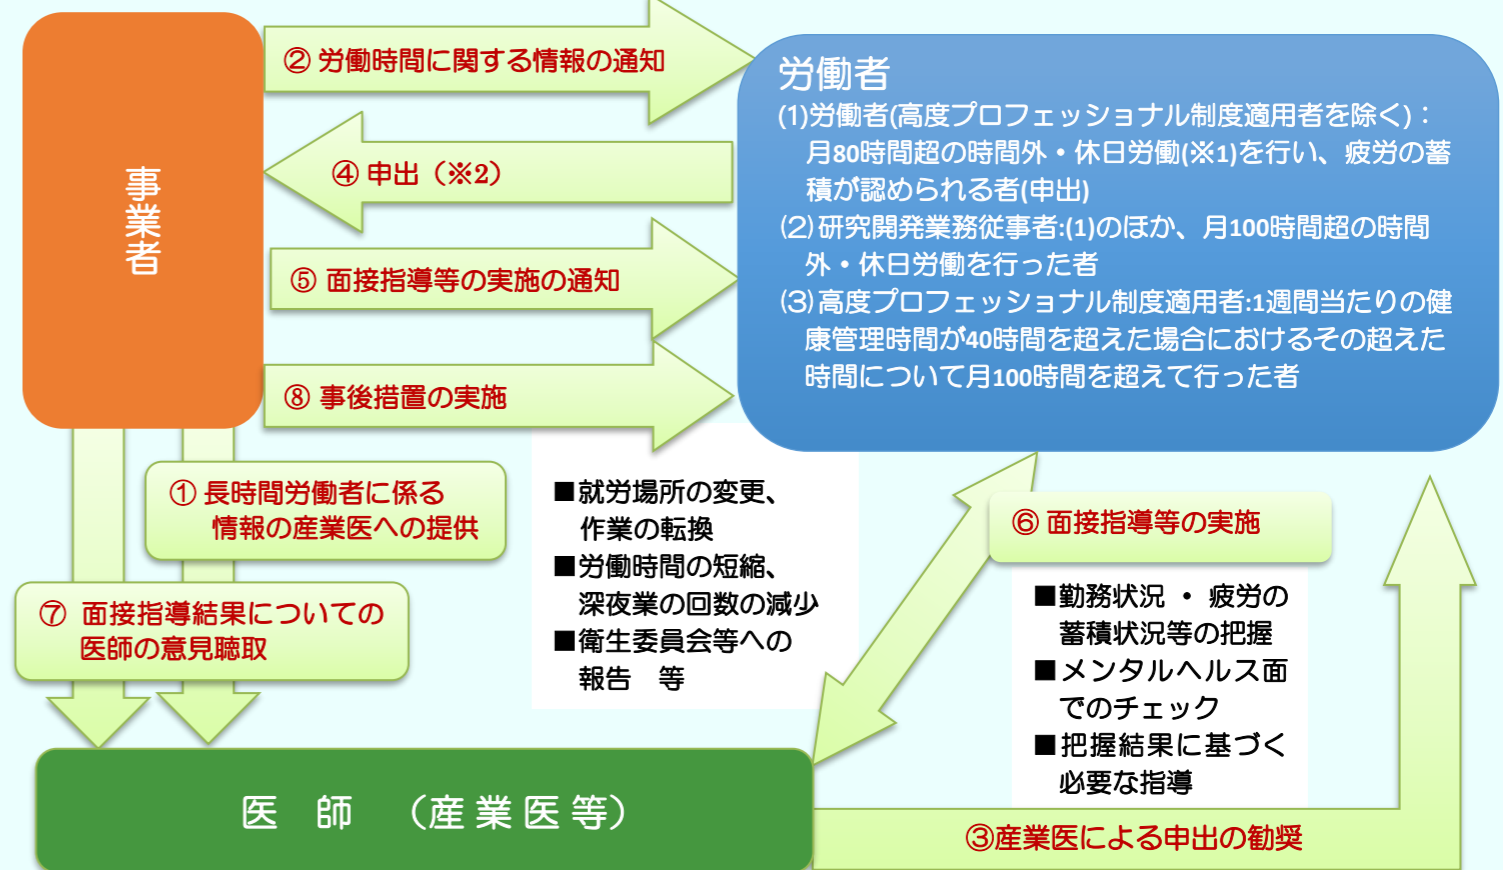 事業者
② 労働時間に関する情報の通知
④ 申出（※2）
⑤ 面接指導等の実施の通知
⑧ 事後措置の実施
労働者
(1)労働者(高度プロフェッショナル制度適用者を除く)：
月80時間超の時間外・休日労働(※1)を行い、疲労の蓄
積が認められる者(申出)
(2)研究開発業務従事者:(1)のほか、月100時間超の時間
外・休日労働を行った者
(3)高度プロフェッショナル制度適用者:1週間当たりの健
康管理時間が40時間を超えた場合におけるその超えた
時間について月100時間を超えて行った者
① 長時間労働者に係る
情報の産業医への提供
⑦ 面接指導結果についての
医師の意見聴取
■就労場所の変更、
作業の転換
■労働時間の短縮、
深夜業の回数の減少
■衛生委員会等への
報告 等
⑥ 面接指導等の実施
■勤務状況 ・ 疲労の
蓄積状況等の把握
■メンタルヘルス面
でのチェック
■把握結果に基づく
必要な指導
医 師 （産業医等）
③産業医による申出の勧奨